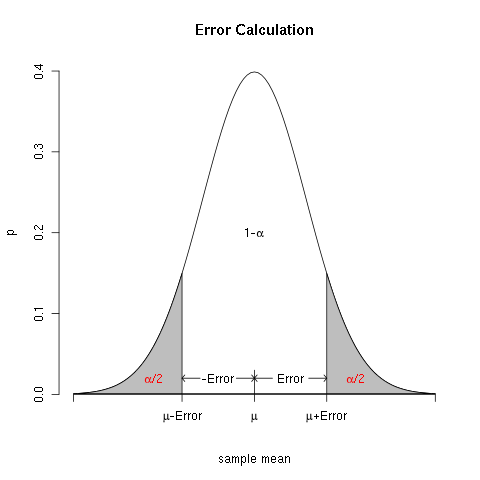 Error Calculation
p
0.4
0.3
0.2
0.1
0.0
1-α
α/2 -Error Error α/2
μ-Error μ μ+Error
sample mean